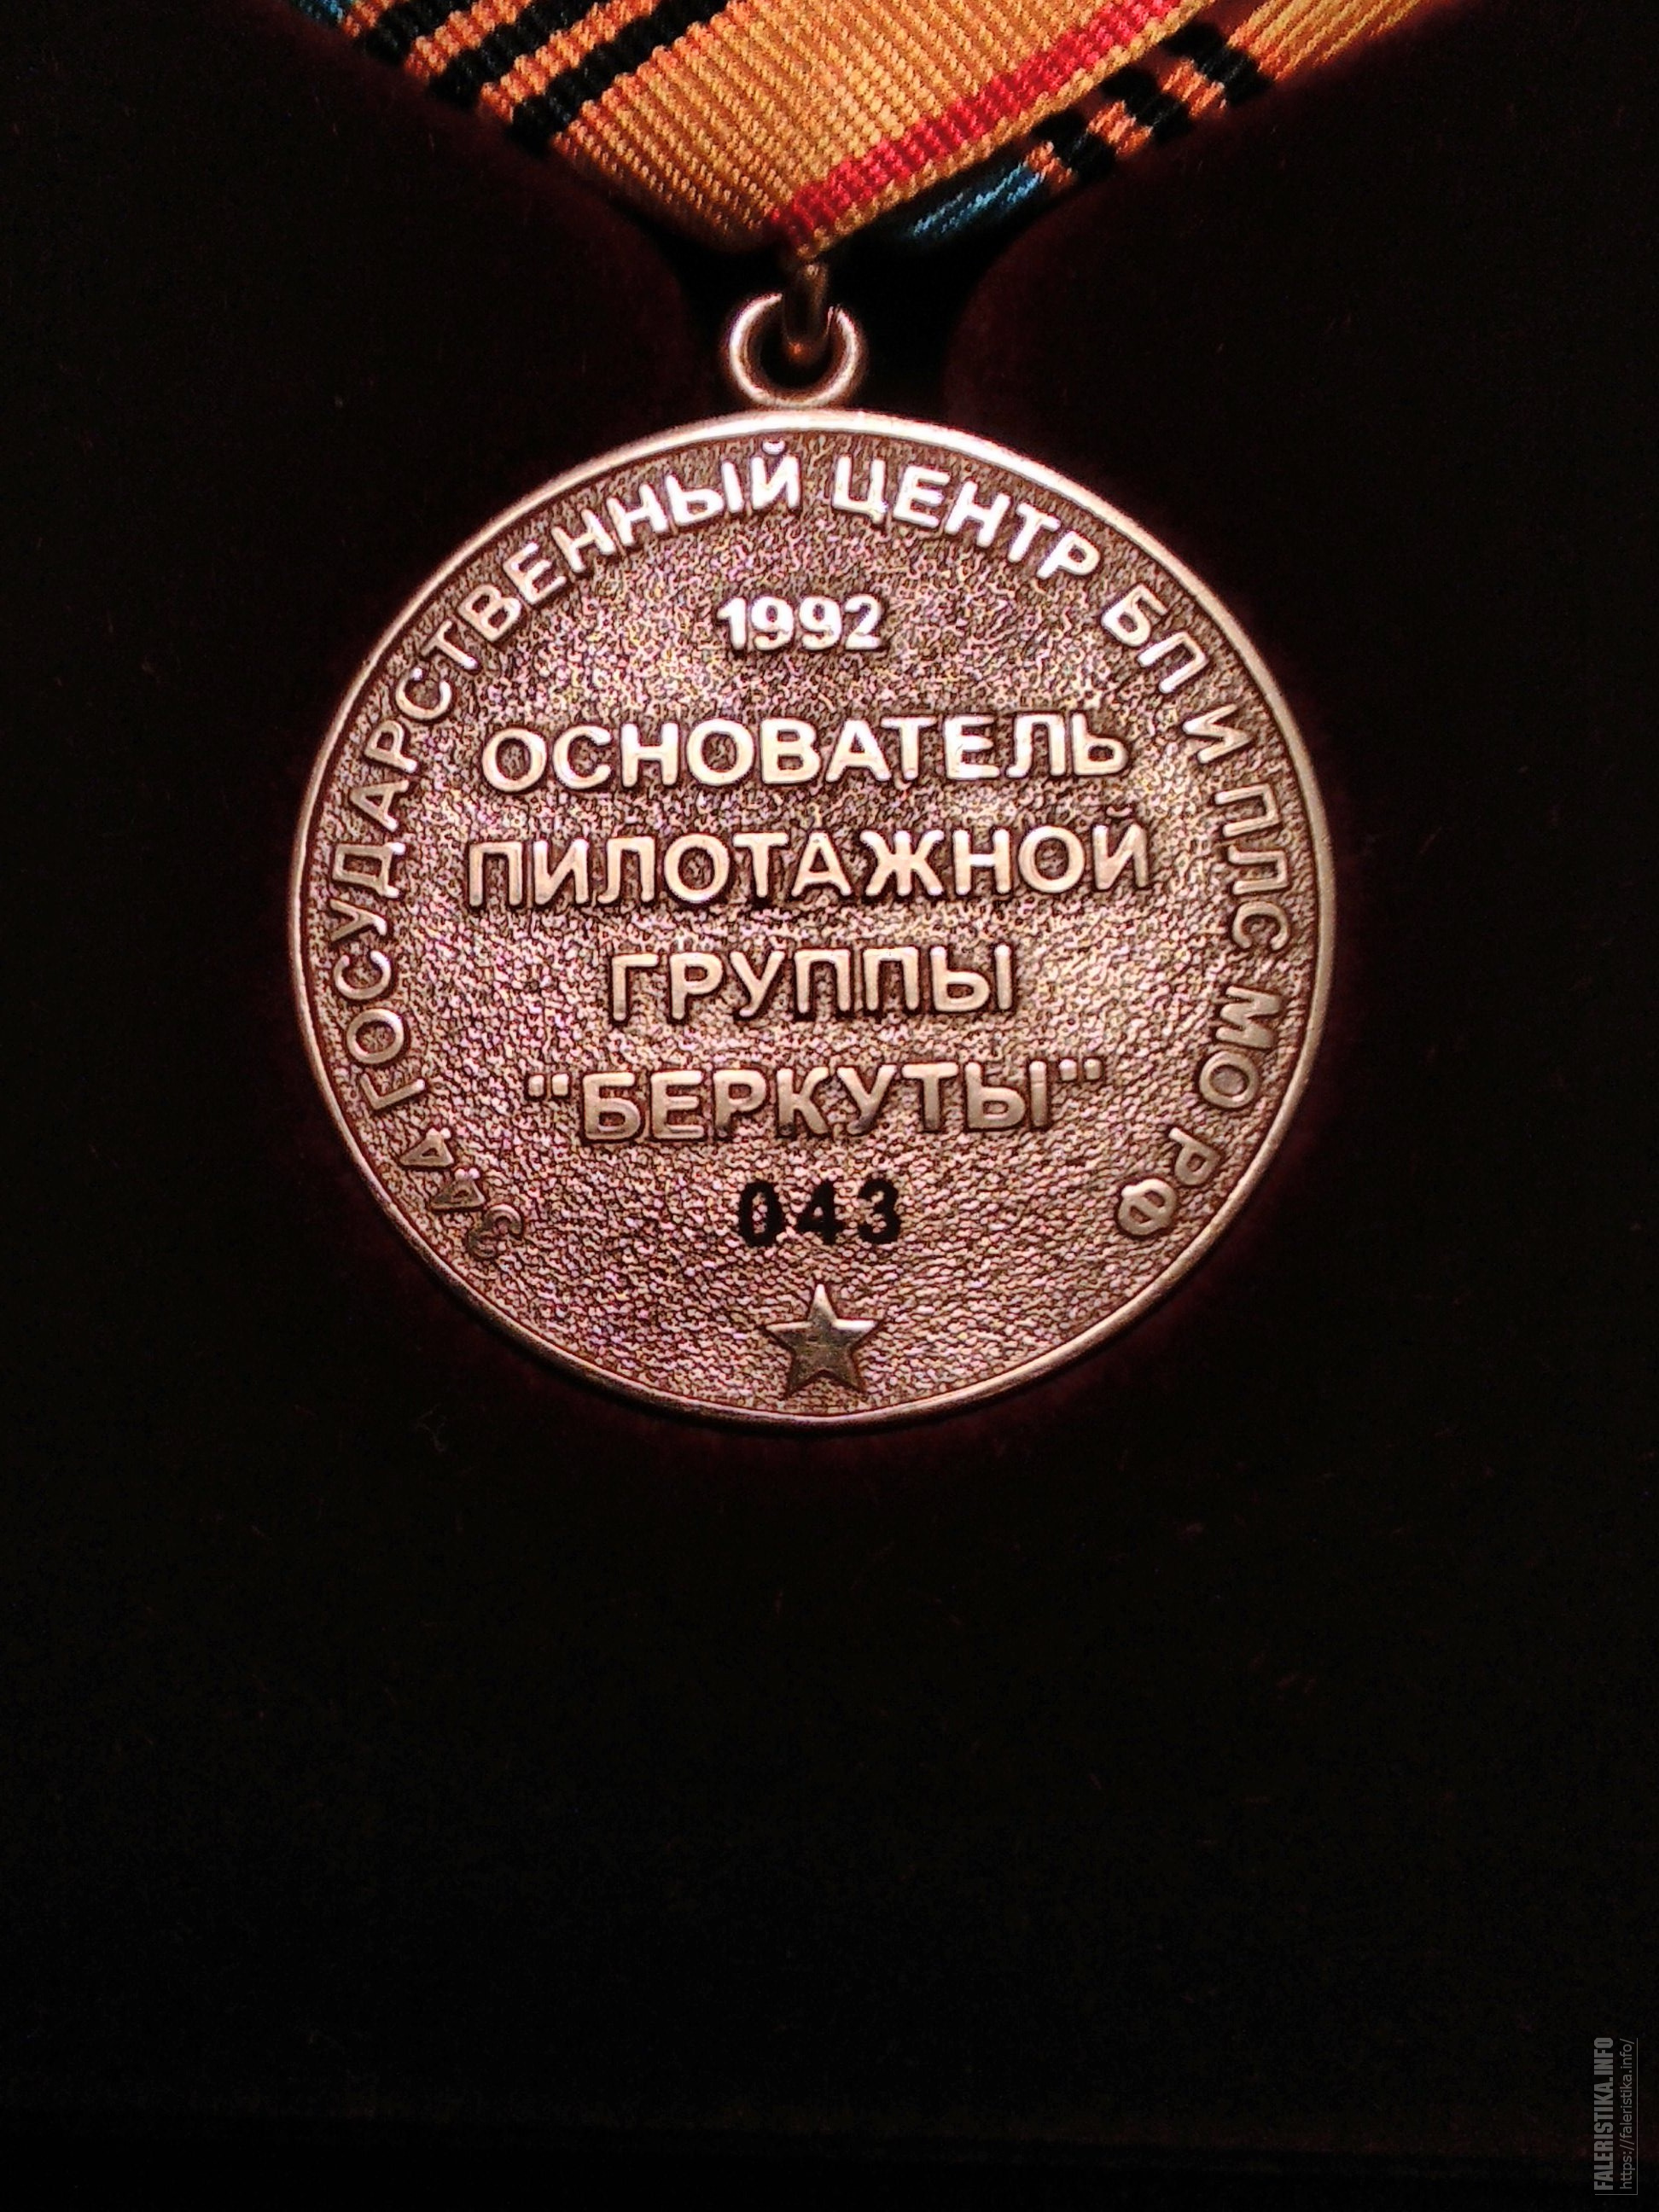 344 ГОСУДАРСТВЕННЫЙ ЦЕНТР БП И ПЛС МО РФ
1992
ОСНОВАТЕЛЬ
ПИЛОТАЖНОЙ
ГРУППЫ
"БЕРКУТЫ"
043
FALERISTIKA.INFO
https://faleristika.info/